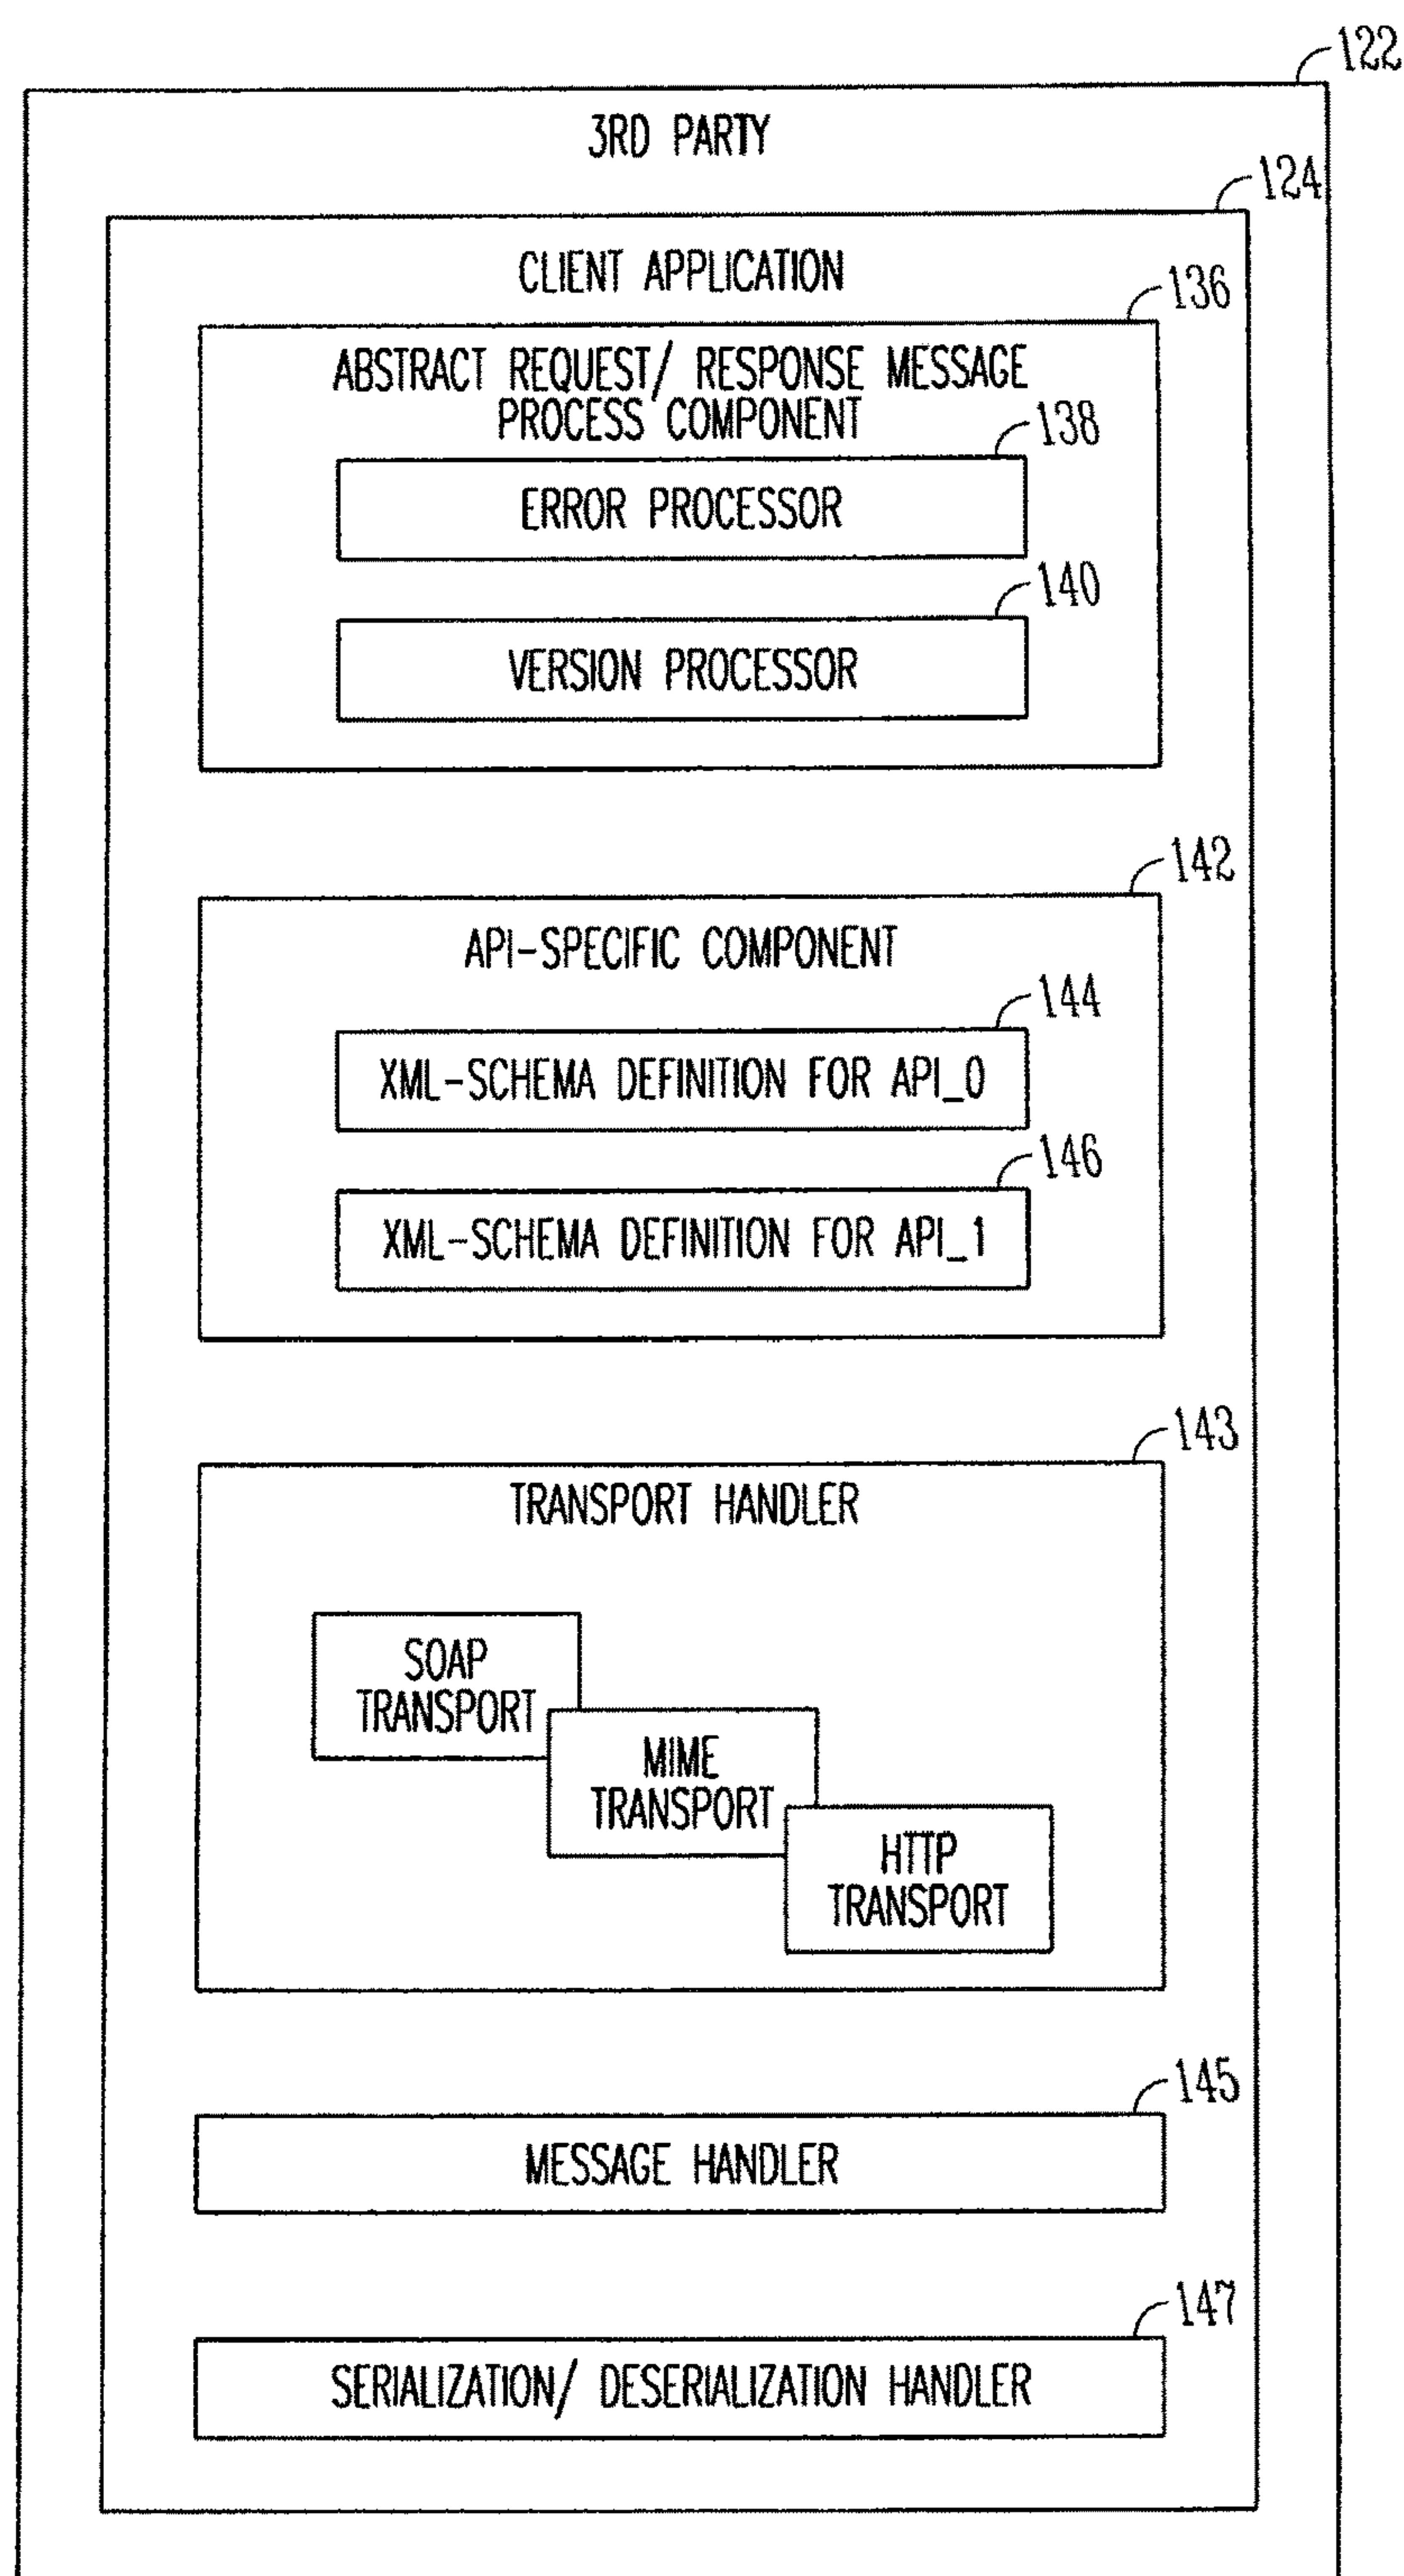 122
3RD PARTY
124
CLIENT APPLICATION
136
ABSTRACT REQUEST/ RESPONSE MESSAGE
PROCESS COMPONENT
138
ERROR PROCESSOR
140
VERSION PROCESSOR
142
API-SPECIFIC COMPONENT
144
XML-SCHEMA DEFINITION FOR API_0
146
XML-SCHEMA DEFINITION FOR API_1
143
TRANSPORT HANDLER
SOAP
TRANSPORT
MIME
TRANSPORT
HTTP
TRANSPORT
145
MESSAGE HANDLER
147
SERIALIZATION/ DESERIALIZATION HANDLER